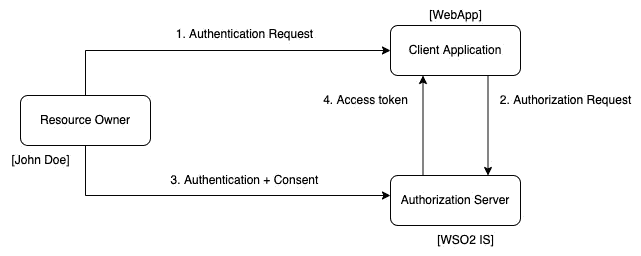 [WebApp]
1. Authentication Request
Client Application
4. Access token
2. Authorization Request
Resource Owner
[John Doe]
3. Authentication + Consent
Authorization Server
[WSO2 IS]